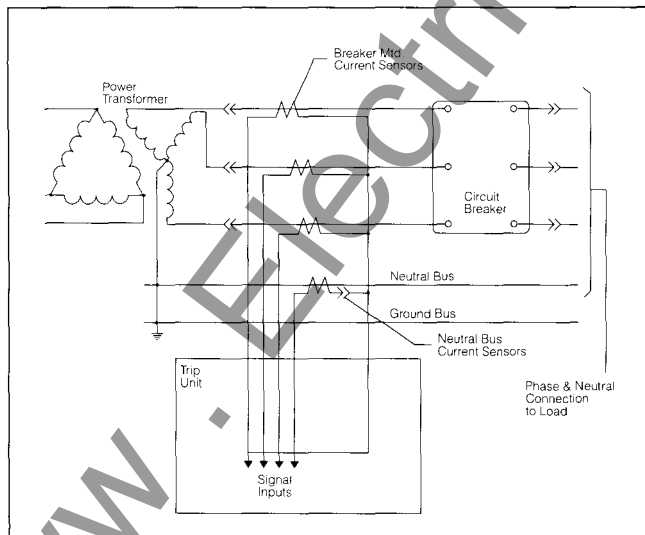 Breaker Mtd.
Current Sensors
Power
Transformer
Circuit
Breaker
Neutral Bus
Ground Bus
Neutral Bus
Current Sensors
Trip
Unit
Phase & Neutral
Connection
to Load
Signal
Inputs
w . Electri